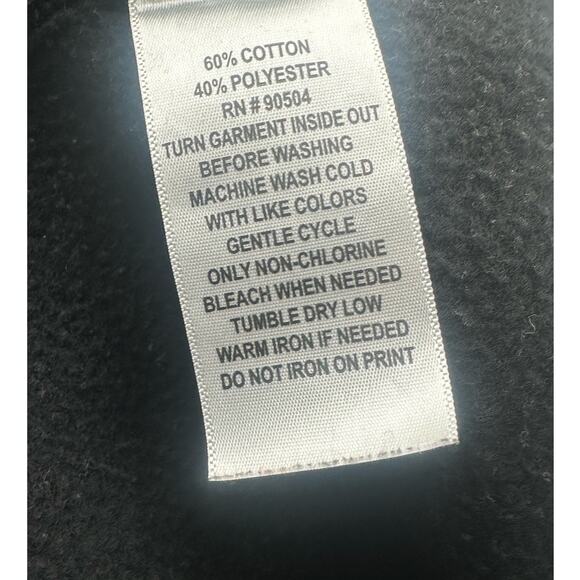 60% COTTON
40% POLYESTER
RN # 90504
TURN GARMENT INSIDE OUT
BEFORE WASHING
MACHINE WASH COLD
WITH LIKE COLORS
GENTLE CYCLE
ONLY NON-CHLORINE
BLEACH WHEN NEEDED
TUMBLE DRY LOW
WARM IRON IF NEEDED
DO NOT IRON ON PRINT